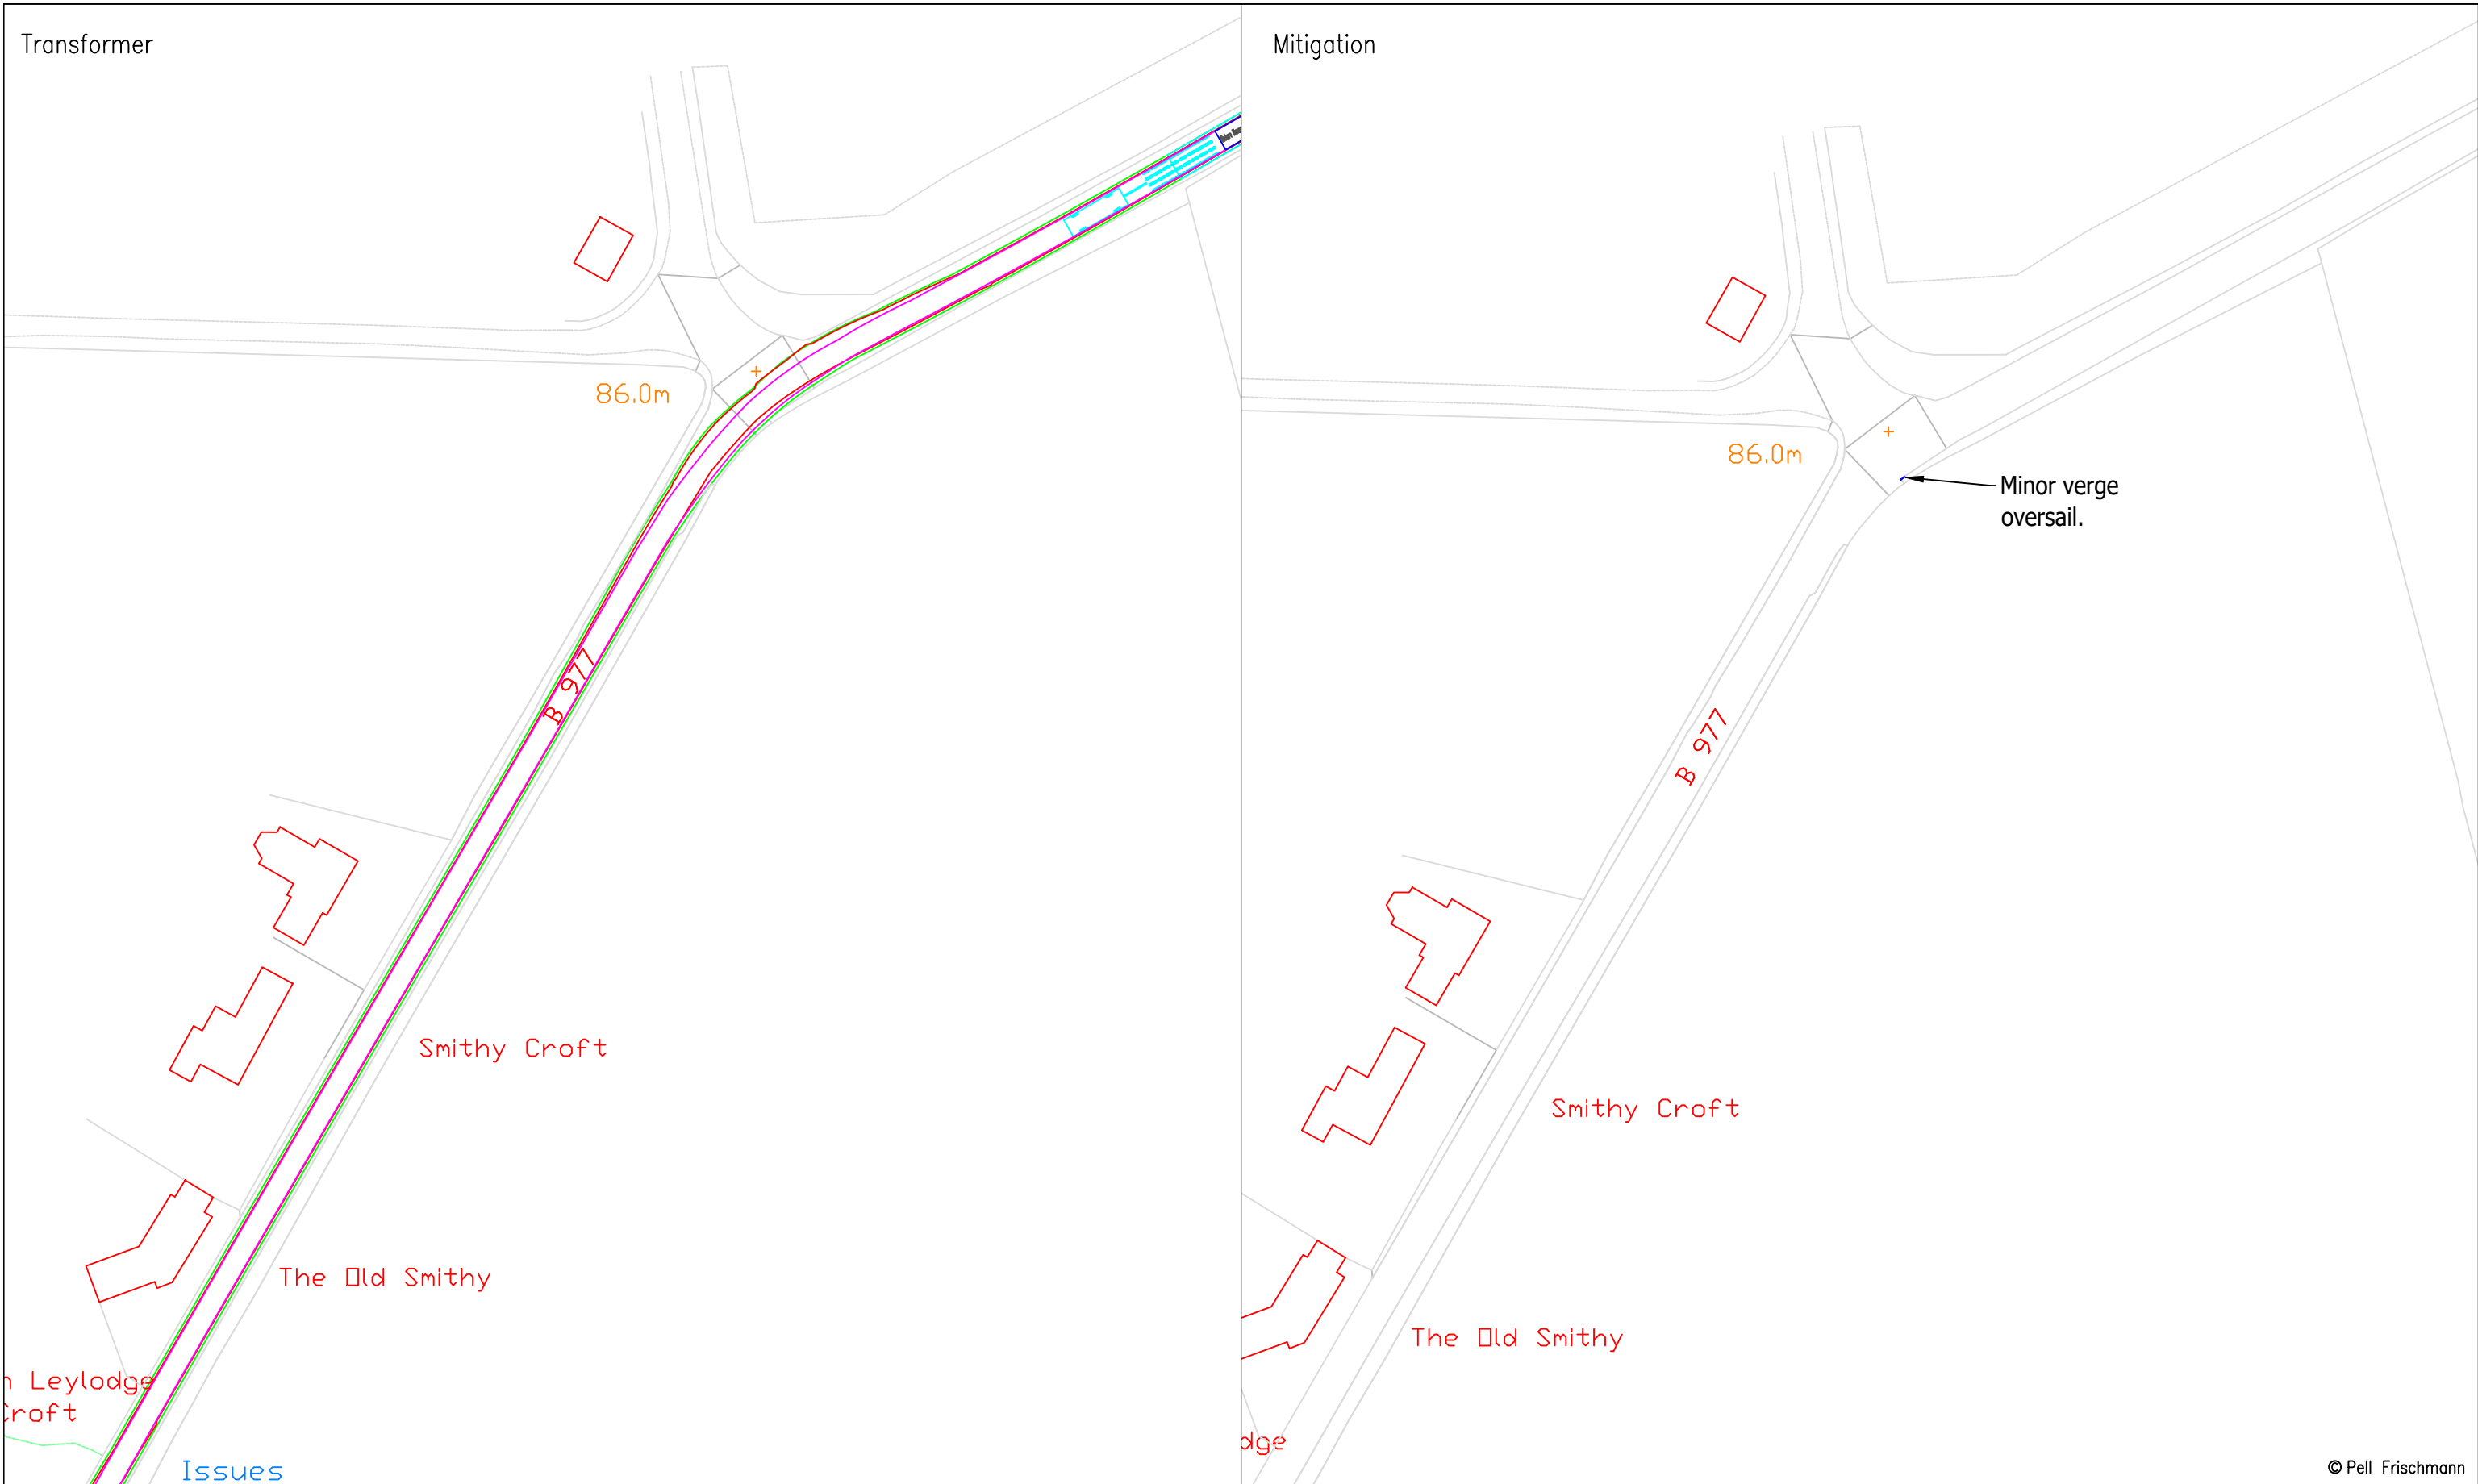 Transformer
86.0m
B 977
Smithy Croft
The Old Smithy
n Leylodge
Croft
Issues
Mitigation
86.0m
Minor verge
oversail.
B 977
Smithy Croft
The Old Smithy
dge
© Pell Frischmann